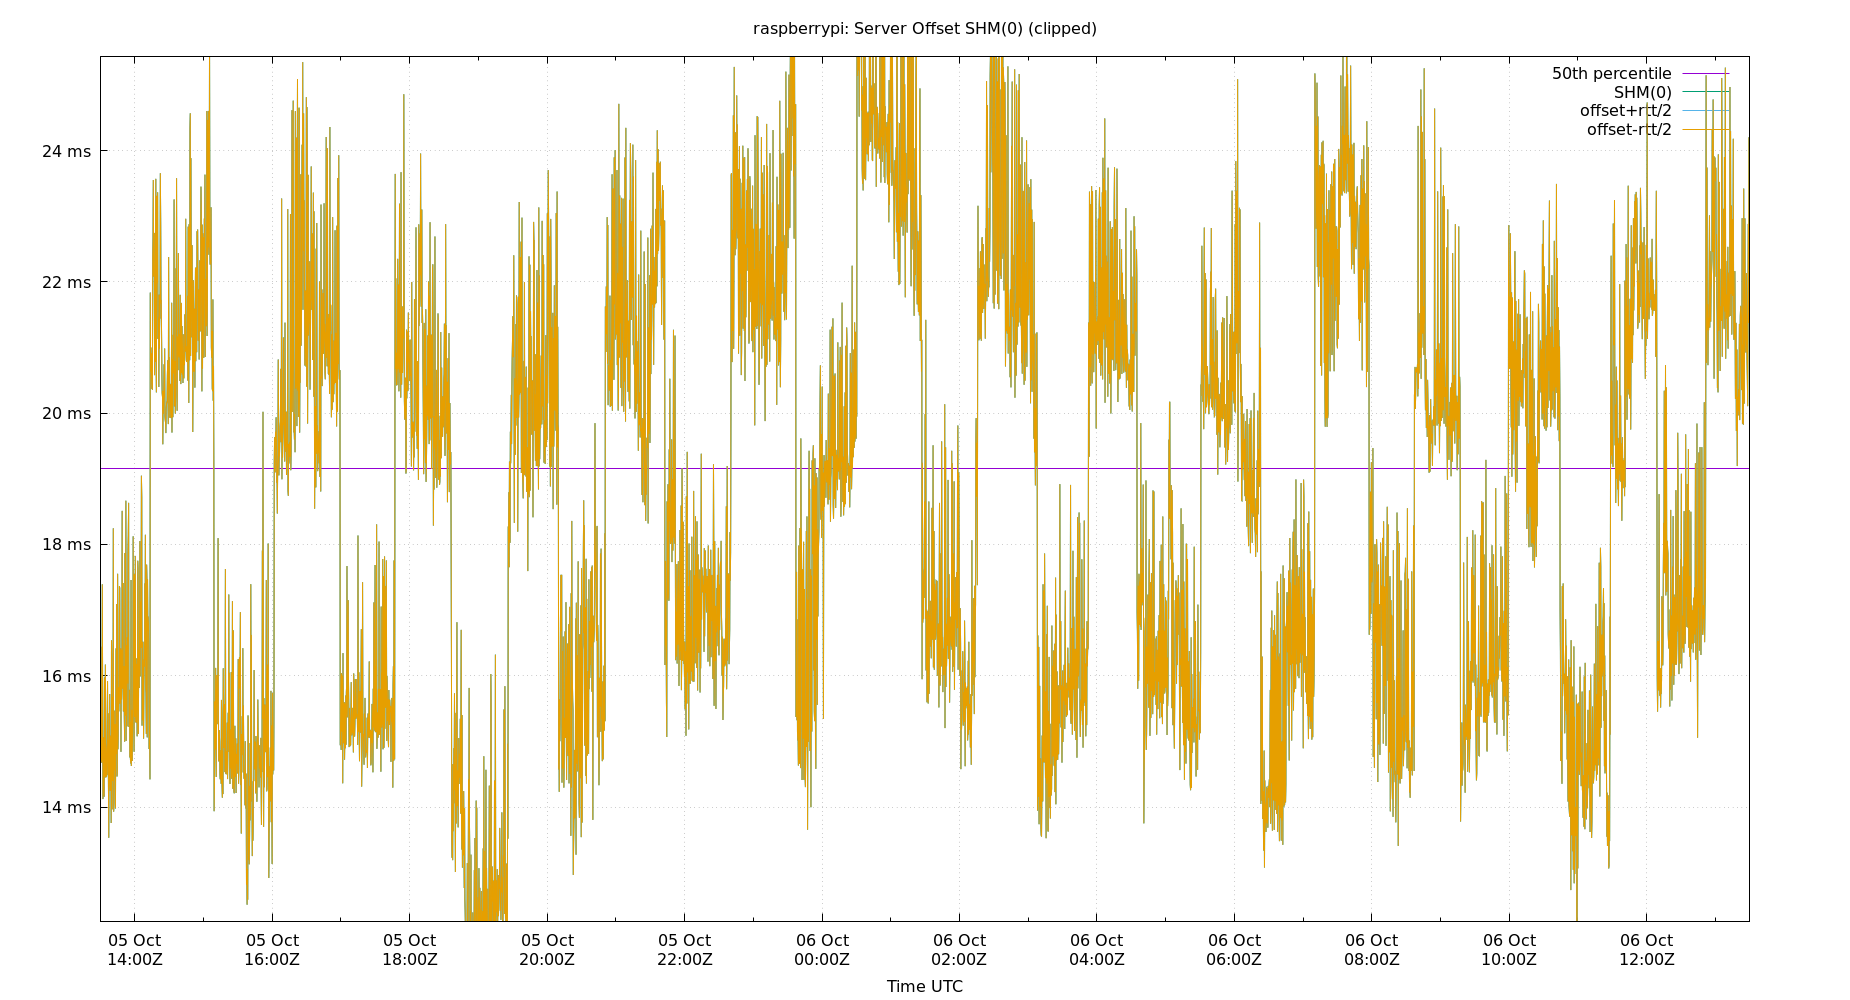 raspberrypi: Server Offset SHM(0) (clipped)
50th percentile
SHM(0)
offset+rtt/2
offset-rtt/2
24 ms
22 ms
20 ms
18 ms
16 ms
14 ms
05 Oct 05 Oct 05 Oct 05 Oct 05 Oct 06 Oct 06 Oct 06 Oct 06 Oct 06 Oct 06 Oct 06 Oct
14:00Z 16:00Z 18:00Z 20:00Z 22:00Z 00:00Z 02:00Z 04:00Z 06:00Z 08:00Z 10:00Z 12:00Z
Time UTC